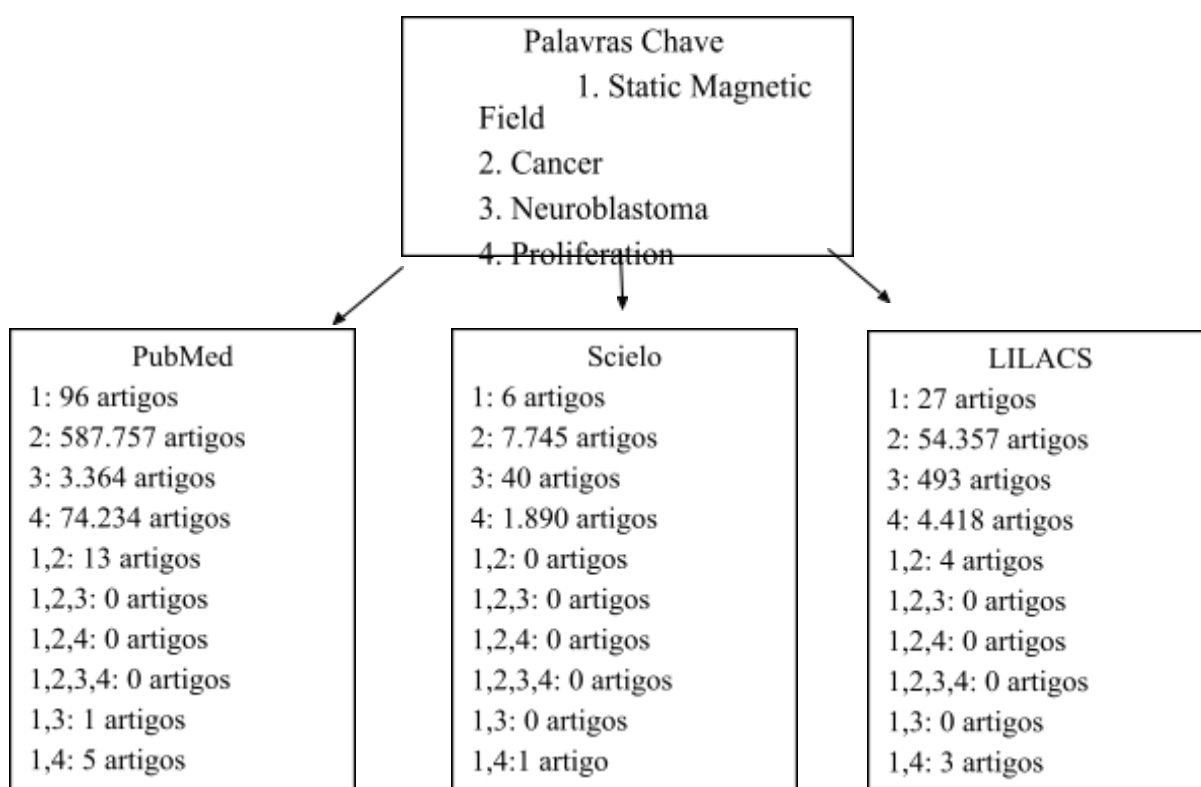 Palavras Chave
1. Static Magnetic
Field
2. Cancer
3. Neuroblastoma
4. Proliferation
PubMed
1: 96 artigos
2: 587.757 artigos
3: 3.364 artigos
4: 74.234 artigos
1,2: 13 artigos
1,2,3: 0 artigos
1,2,4: 0 artigos
1,2,3,4: 0 artigos
1,3: 1 artigos
1,4: 5 artigos
Scielo
1: 6 artigos
2: 7.745 artigos
3: 40 artigos
4: 1.890 artigos
1,2: 0 artigos
1,2,3: 0 artigos
1,2,4: 0 artigos
1,2,3,4: 0 artigos
1,3: 0 artigos
1,4:1 artigo
LILACS
1: 27 artigos
2: 54.357 artigos
3: 493 artigos
4: 4.418 artigos
1,2: 4 artigos
1,2,3: 0 artigos
1,2,4: 0 artigos
1,2,3,4: 0 artigos
1,3: 0 artigos
1,4: 3 artigos